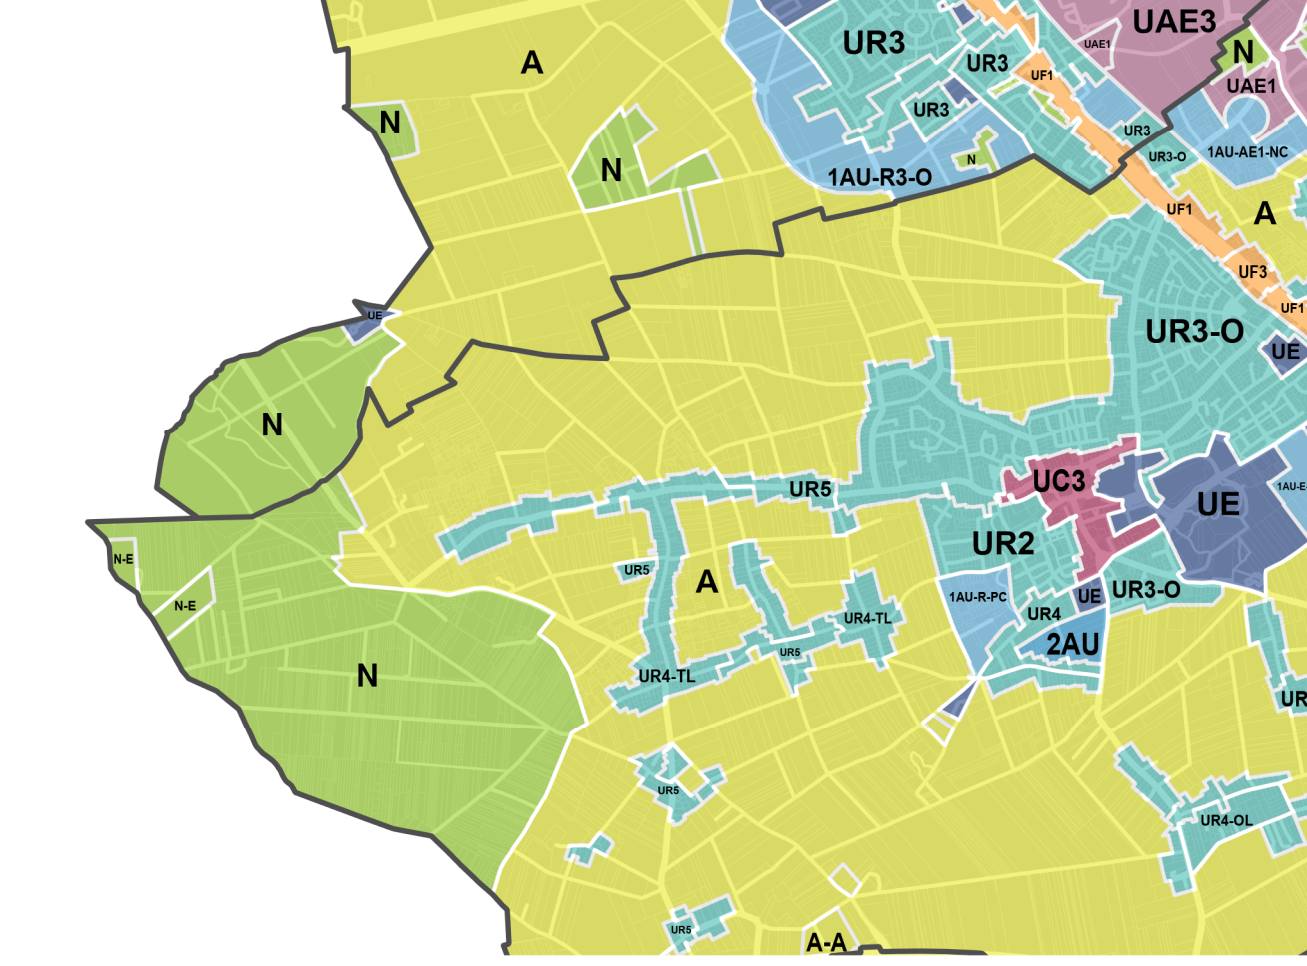 UAE3
UR3
UAE1
N
A
UR3
UF1
UAE1
UR3
N
UR3
1AU-AE1-NC
UR3-O
N
N
1AU-R3-O
UF1
A
UF3
UF1
UE
UR3-O
UE
N
UC3
1AU-E-
UR5
UE
UR2
N-E
UR5
A
UR3-O
UE
1AU-R-PC
N-E
UR4
UR4-TL
2AU
UR5
N
UR4-TL
UR
UR5
UR4-OL
UR5
A-A